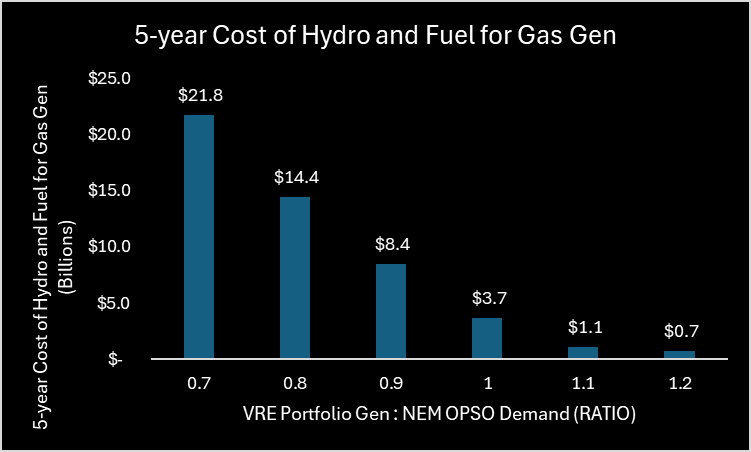 5-year Cost of Hydro and Fuel for Gas Gen
5-year Cost of Hydro and Fuel for Gas Gen
(Billions)
$25.0
$20.0
$15.0
$10.0
$5.0
$-
$21.8
$14.4
$8.4
$3.7
$1.1
$0.7
0.7 0.8 0.9 1 1.1 1.2
VRE Portfolio Gen : NEM OPSO Demand (RATIO)